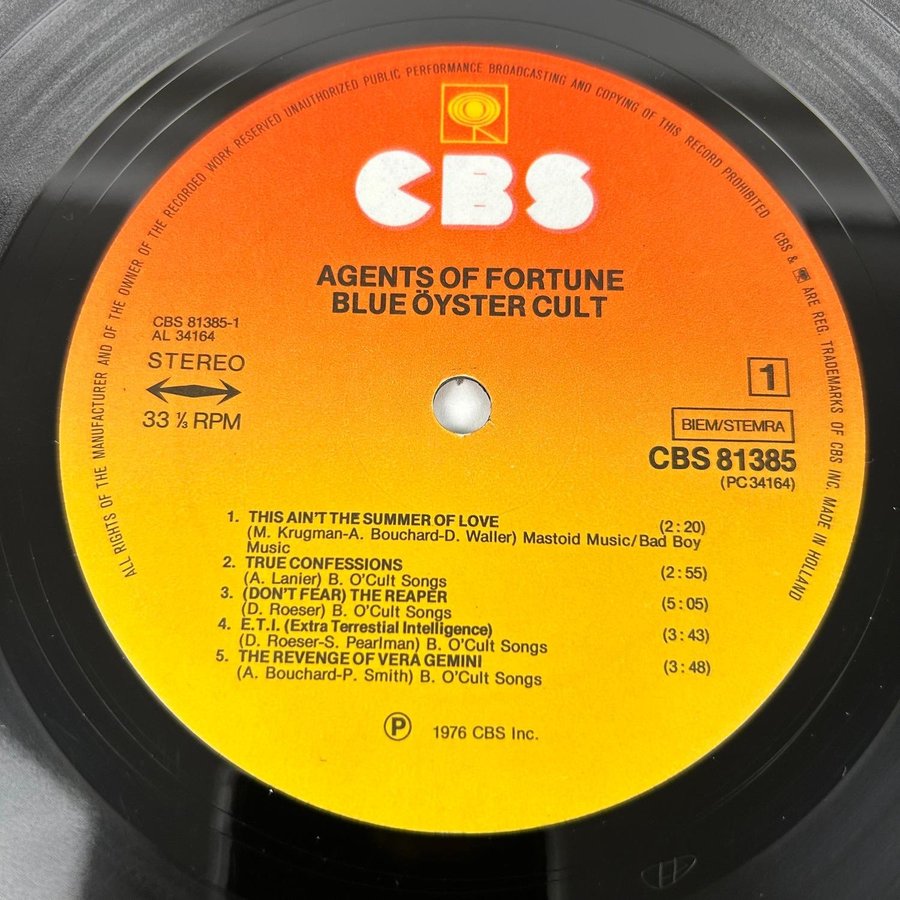 ALL RIGHTS OF THE MANUFACTURER AND OF THE OWNER OF THE RECORDED WORK RESERVED UNAUTHORIZED PUBLIC PERFORMANCE BROADCASTING AND COPYING OF THIS RECORD PROHIBITED CBS & ARE REG. TRADEMARKS OF CBS INC. MADE IN HOLLAND
CBS
AGENTS OF FORTUNE
BLUE ÖYSTER CULT
CBS 81385-1
AL 34164
STEREO
33 ⅓ RPM
1
BIEM/STEMRA
CBS 81385
(PC 34164)
1. THIS AIN'T THE SUMMER OF LOVE (2:20)
(M. Krugman-A. Bouchard-D. Waller) Mastoid Music/Bad Boy
Music
2. TRUE CONFESSIONS (2:55)
(A. Lanier) B. O'Cult Songs
3. (DON'T FEAR) THE REAPER (5:05)
(D. Roeser) B. O'Cult Songs
4. E.T.I. (Extra Terrestial Intelligence) (3:43)
(D. Roeser-S. Pearlman) B. O'Cult Songs
5. THE REVENGE OF VERA GEMINI (3:48)
(A. Bouchard-P. Smith) B. O'Cult Songs
Ⓟ 1976 CBS Inc.